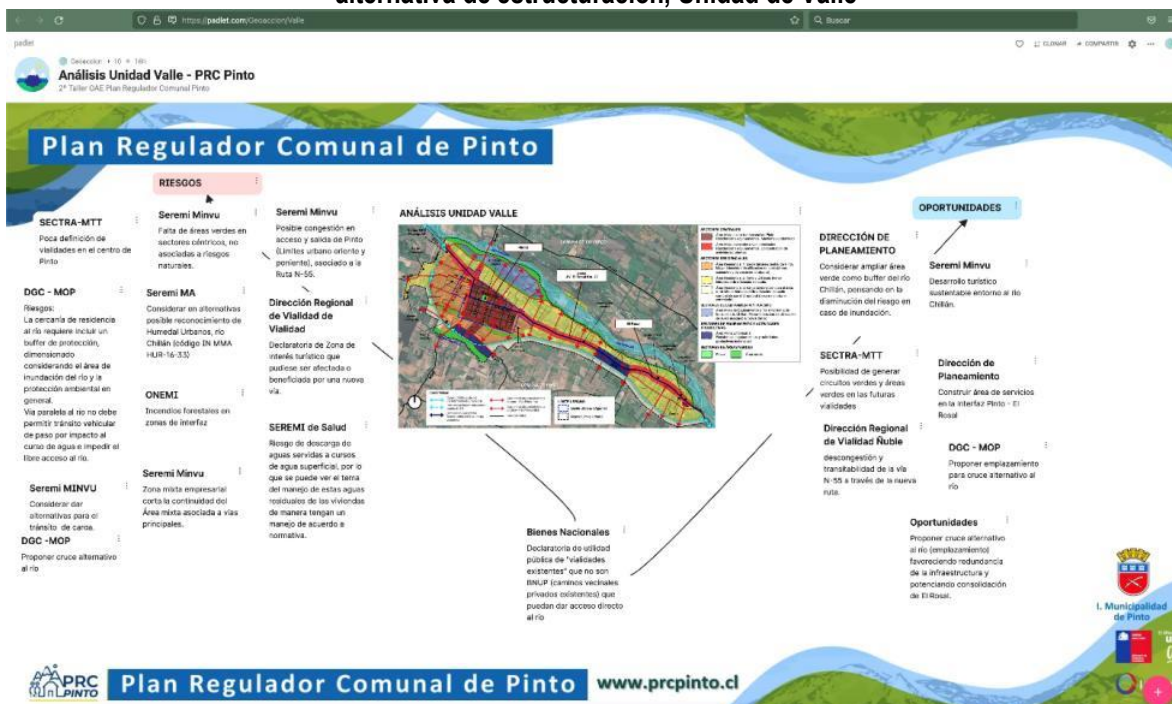 alternativa de estructuración, Unidad de Valle
https://padlet.com/Geoaccion/Valle
Buscar
padlet
CLONAR
COMPARTIR
Geoaccion
Análisis Unidad Valle - PRC Pinto
2° Taller OAE Plan Regulador Comunal Pinto
Plan Regulador Comunal de Pinto
RIESGOS
SECTRA-MTT
Poca definición de
vialidades en el centro de
Pinto
DGC - MOP
Riesgos:
La cercanía de residencia
al río requiere incluir un
buffer de protección,
dimensionado
considerando el área de
inundación del río y la
protección ambiental en
general.
Vía paralela al río no debe
permitir tránsito vehicular
de paso por impacto al
curso de agua e impedir el
libre acceso al río.
Seremi MINVU
Considerar dar
alternativas para el
tránsito de carga.
DGC -MOP
Proponer cruce alternativo
al río
Seremi Minvu
Falta de áreas verdes en
sectores céntricos, no
asociadas a riesgos
naturales.
Seremi MA
Considerar en alternativas
posible reconocimiento de
Humedal Urbanos, río
Chillán (código IN MMA
HUR-16-33)
ONEMI
Incendios forestales en
zonas de interfaz
Seremi Minvu
Zona mixta empresarial
corta la continuidad del
Área mixta asociada a vías
principales.
Seremi Minvu
Posible congestión en
acceso y salida de Pinto
(Límites urbano oriente y
poniente), asociado a la
Ruta N-55.
Dirección Regional
de Vialidad de
Vialidad
Declaratoria de Zona de
interés turístico que
pudiese ser afectada o
beneficiada por una nueva
vía.
SEREMI de Salud
Riesgo de descarga de
aguas servidas a cursos
de agua superficial, por lo
que se puede ver el tema
del manejo de estas aguas
residuales de las viviendas
de manera tengan un
manejo de acuerdo a
normativa.
ANÁLISIS UNIDAD VALLE
Bienes Nacionales
Declaratoria de utilidad
pública de "vialidades
existentes" que no son
BNUP (caminos vecinales
privados existentes) que
puedan dar acceso directo
al río
OPORTUNIDADES
DIRECCIÓN DE
PLANEAMIENTO
Considerar ampliar área
verde como buffer del río
Chillán, pensando en la
disminución del riesgo en
caso de inundación.
SECTRA-MTT
Posibilidad de generar
circuitos verdes y áreas
verdes en las futuras
vialidades
Dirección Regional
de Vialidad Ñuble
descongestión y
transitabilidad de la vía
N-55 a través de la nueva
ruta.
Seremi Minvu
Desarrollo turístico
sustentable entorno al río
Chillán.
Dirección de
Planeamiento
Construir área de servicios
en la interfaz Pinto - El
Rosal
DGC - MOP
Proponer emplazamiento
para cruce alternativo al
río
Oportunidades
Proponer cruce alternativo
al río (emplazamiento)
favoreciendo redundancia
de la infraestructura y
potenciando consolidación
de El Rosal.
I. Municipalidad
de Pinto
PRC
PINTO
Plan Regulador Comunal de Pinto
www.prcpinto.cl